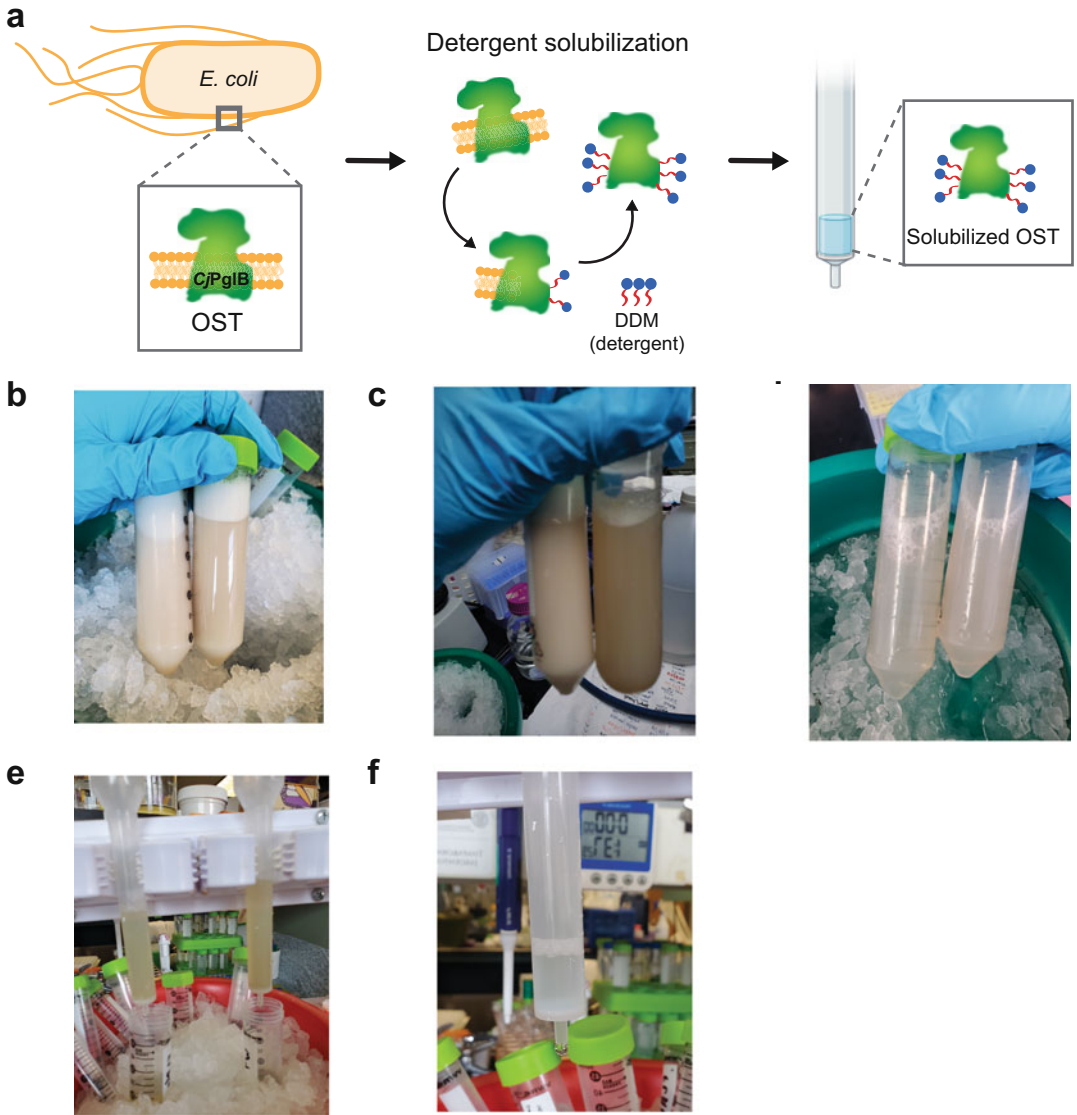 a
E. coli
CjPglB
OST
Detergent solubilization
DDM
(detergent)
Solubilized OST
b
c
e
f